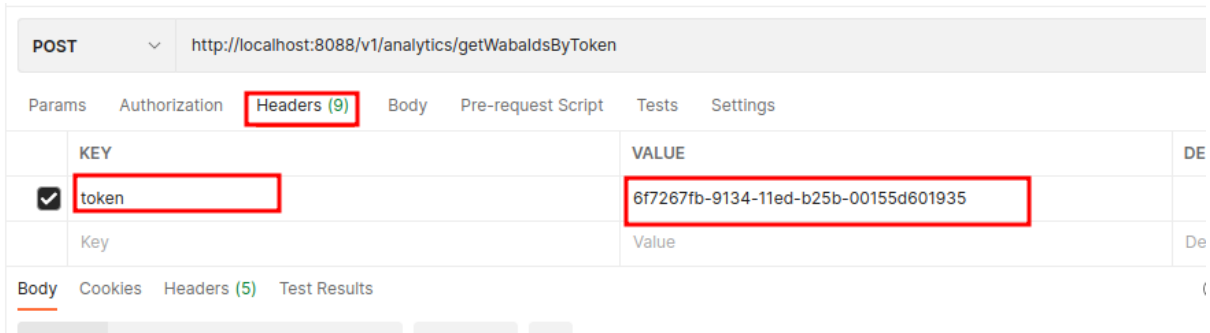 POST http://localhost:8088/v1/analytics/getWabaIdsByToken
Params Authorization Headers (9) Body Pre-request Script Tests Settings
KEY VALUE DE
token 6f7267fb-9134-11ed-b25b-00155d601935
Key Value De
Body Cookies Headers (5) Test Results